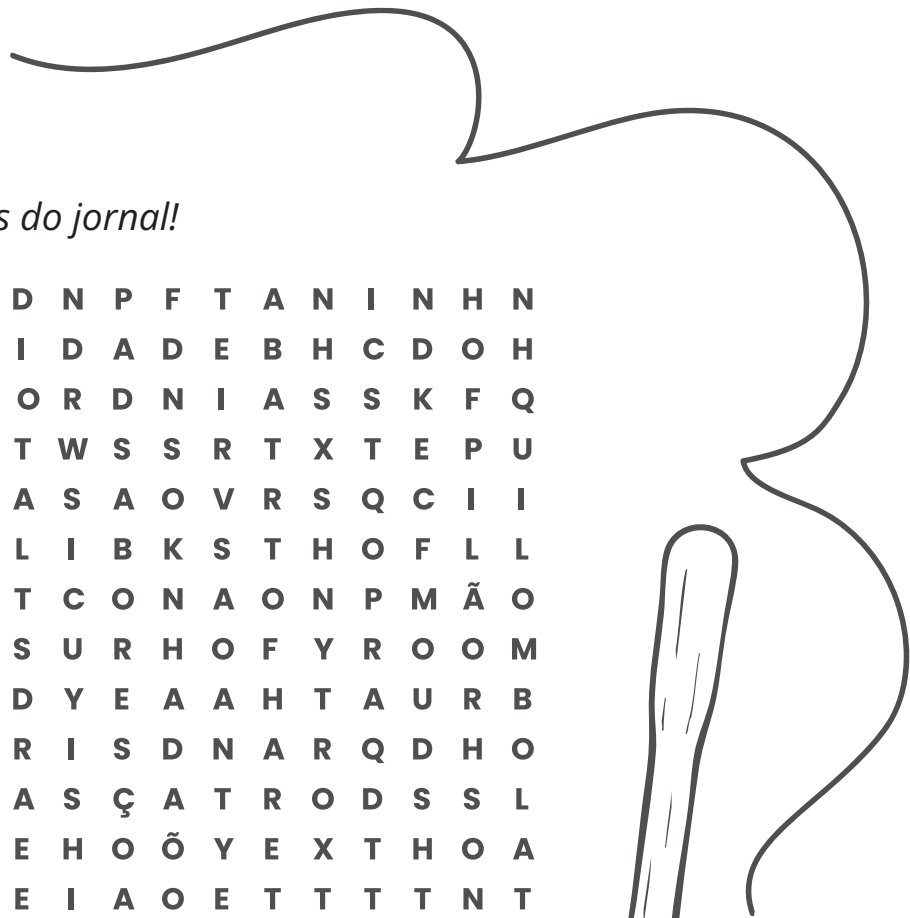 s do jornal!
D N P F T A N I N H N
I D A D E B H C D O H
O R D N I A S S K F Q
T W S S R T X T E P U
A S A O V R S Q C I I
L I B K S T H O F L L
T C O N A O N P M Ã O
S U R H O F Y R O O M
D Y E A A H T A U R B
R I S D N A R Q D H O
A S Ç A T R O D S S L
E H O Õ Y E X T H O A
E I A O E T T T T N T